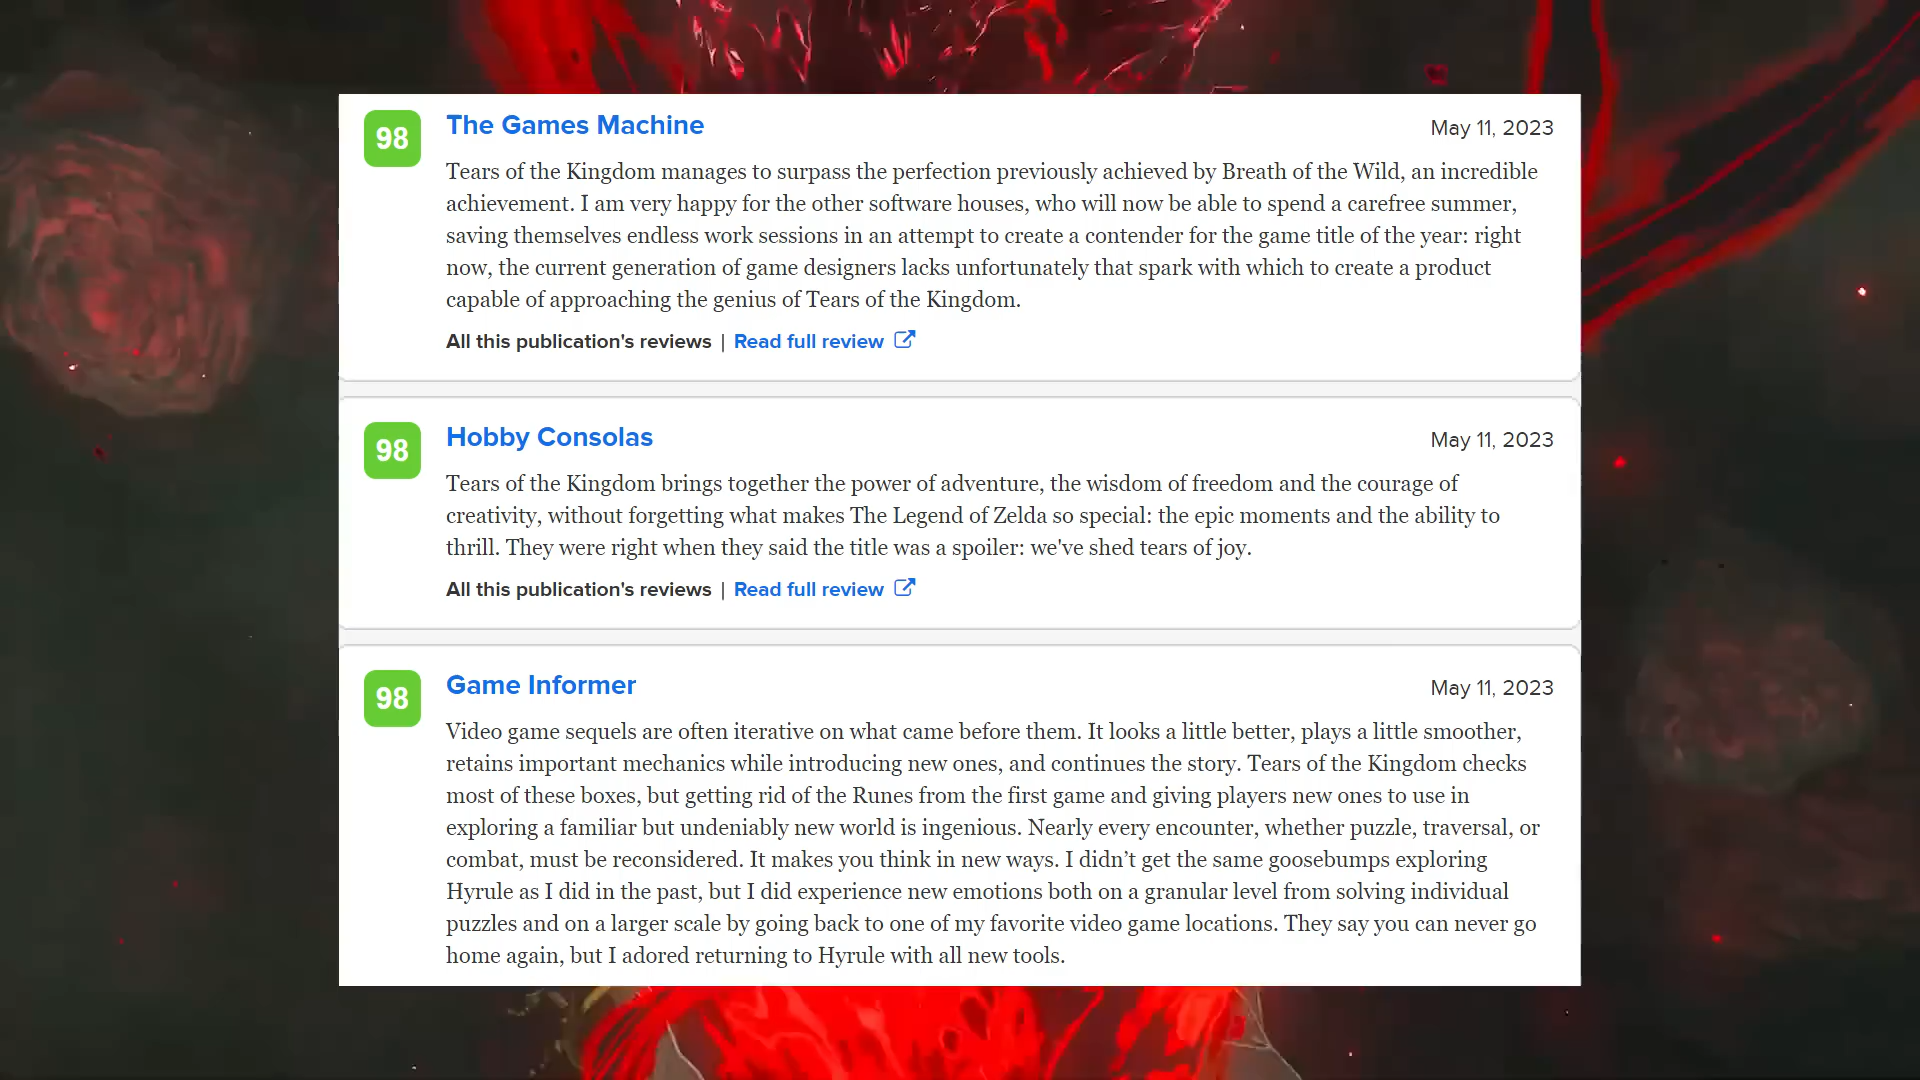 98
The Games Machine
May 11, 2023
Tears of the Kingdom manages to surpass the perfection previously achieved by Breath of the Wild, an incredible
achievement. I am very happy for the other software houses, who will now be able to spend a carefree summer,
saving themselves endless work sessions in an attempt to create a contender for the game title of the year: right
now, the current generation of game designers lacks unfortunately that spark with which to create a product
capable of approaching the genius of Tears of the Kingdom.
All this publication's reviews | Read full review
98
Hobby Consolas
May 11, 2023
Tears of the Kingdom brings together the power of adventure, the wisdom of freedom and the courage of
creativity, without forgetting what makes The Legend of Zelda so special: the epic moments and the ability to
thrill. They were right when they said the title was a spoiler: we've shed tears of joy.
All this publication's reviews | Read full review
98
Game Informer
May 11, 2023
Video game sequels are often iterative on what came before them. It looks a little better, plays a little smoother,
retains important mechanics while introducing new ones, and continues the story. Tears of the Kingdom checks
most of these boxes, but getting rid of the Runes from the first game and giving players new ones to use in
exploring a familiar but undeniably new world is ingenious. Nearly every encounter, whether puzzle, traversal, or
combat, must be reconsidered. It makes you think in new ways. I didn’t get the same goosebumps exploring
Hyrule as I did in the past, but I did experience new emotions both on a granular level from solving individual
puzzles and on a larger scale by going back to one of my favorite video game locations. They say you can never go
home again, but I adored returning to Hyrule with all new tools.